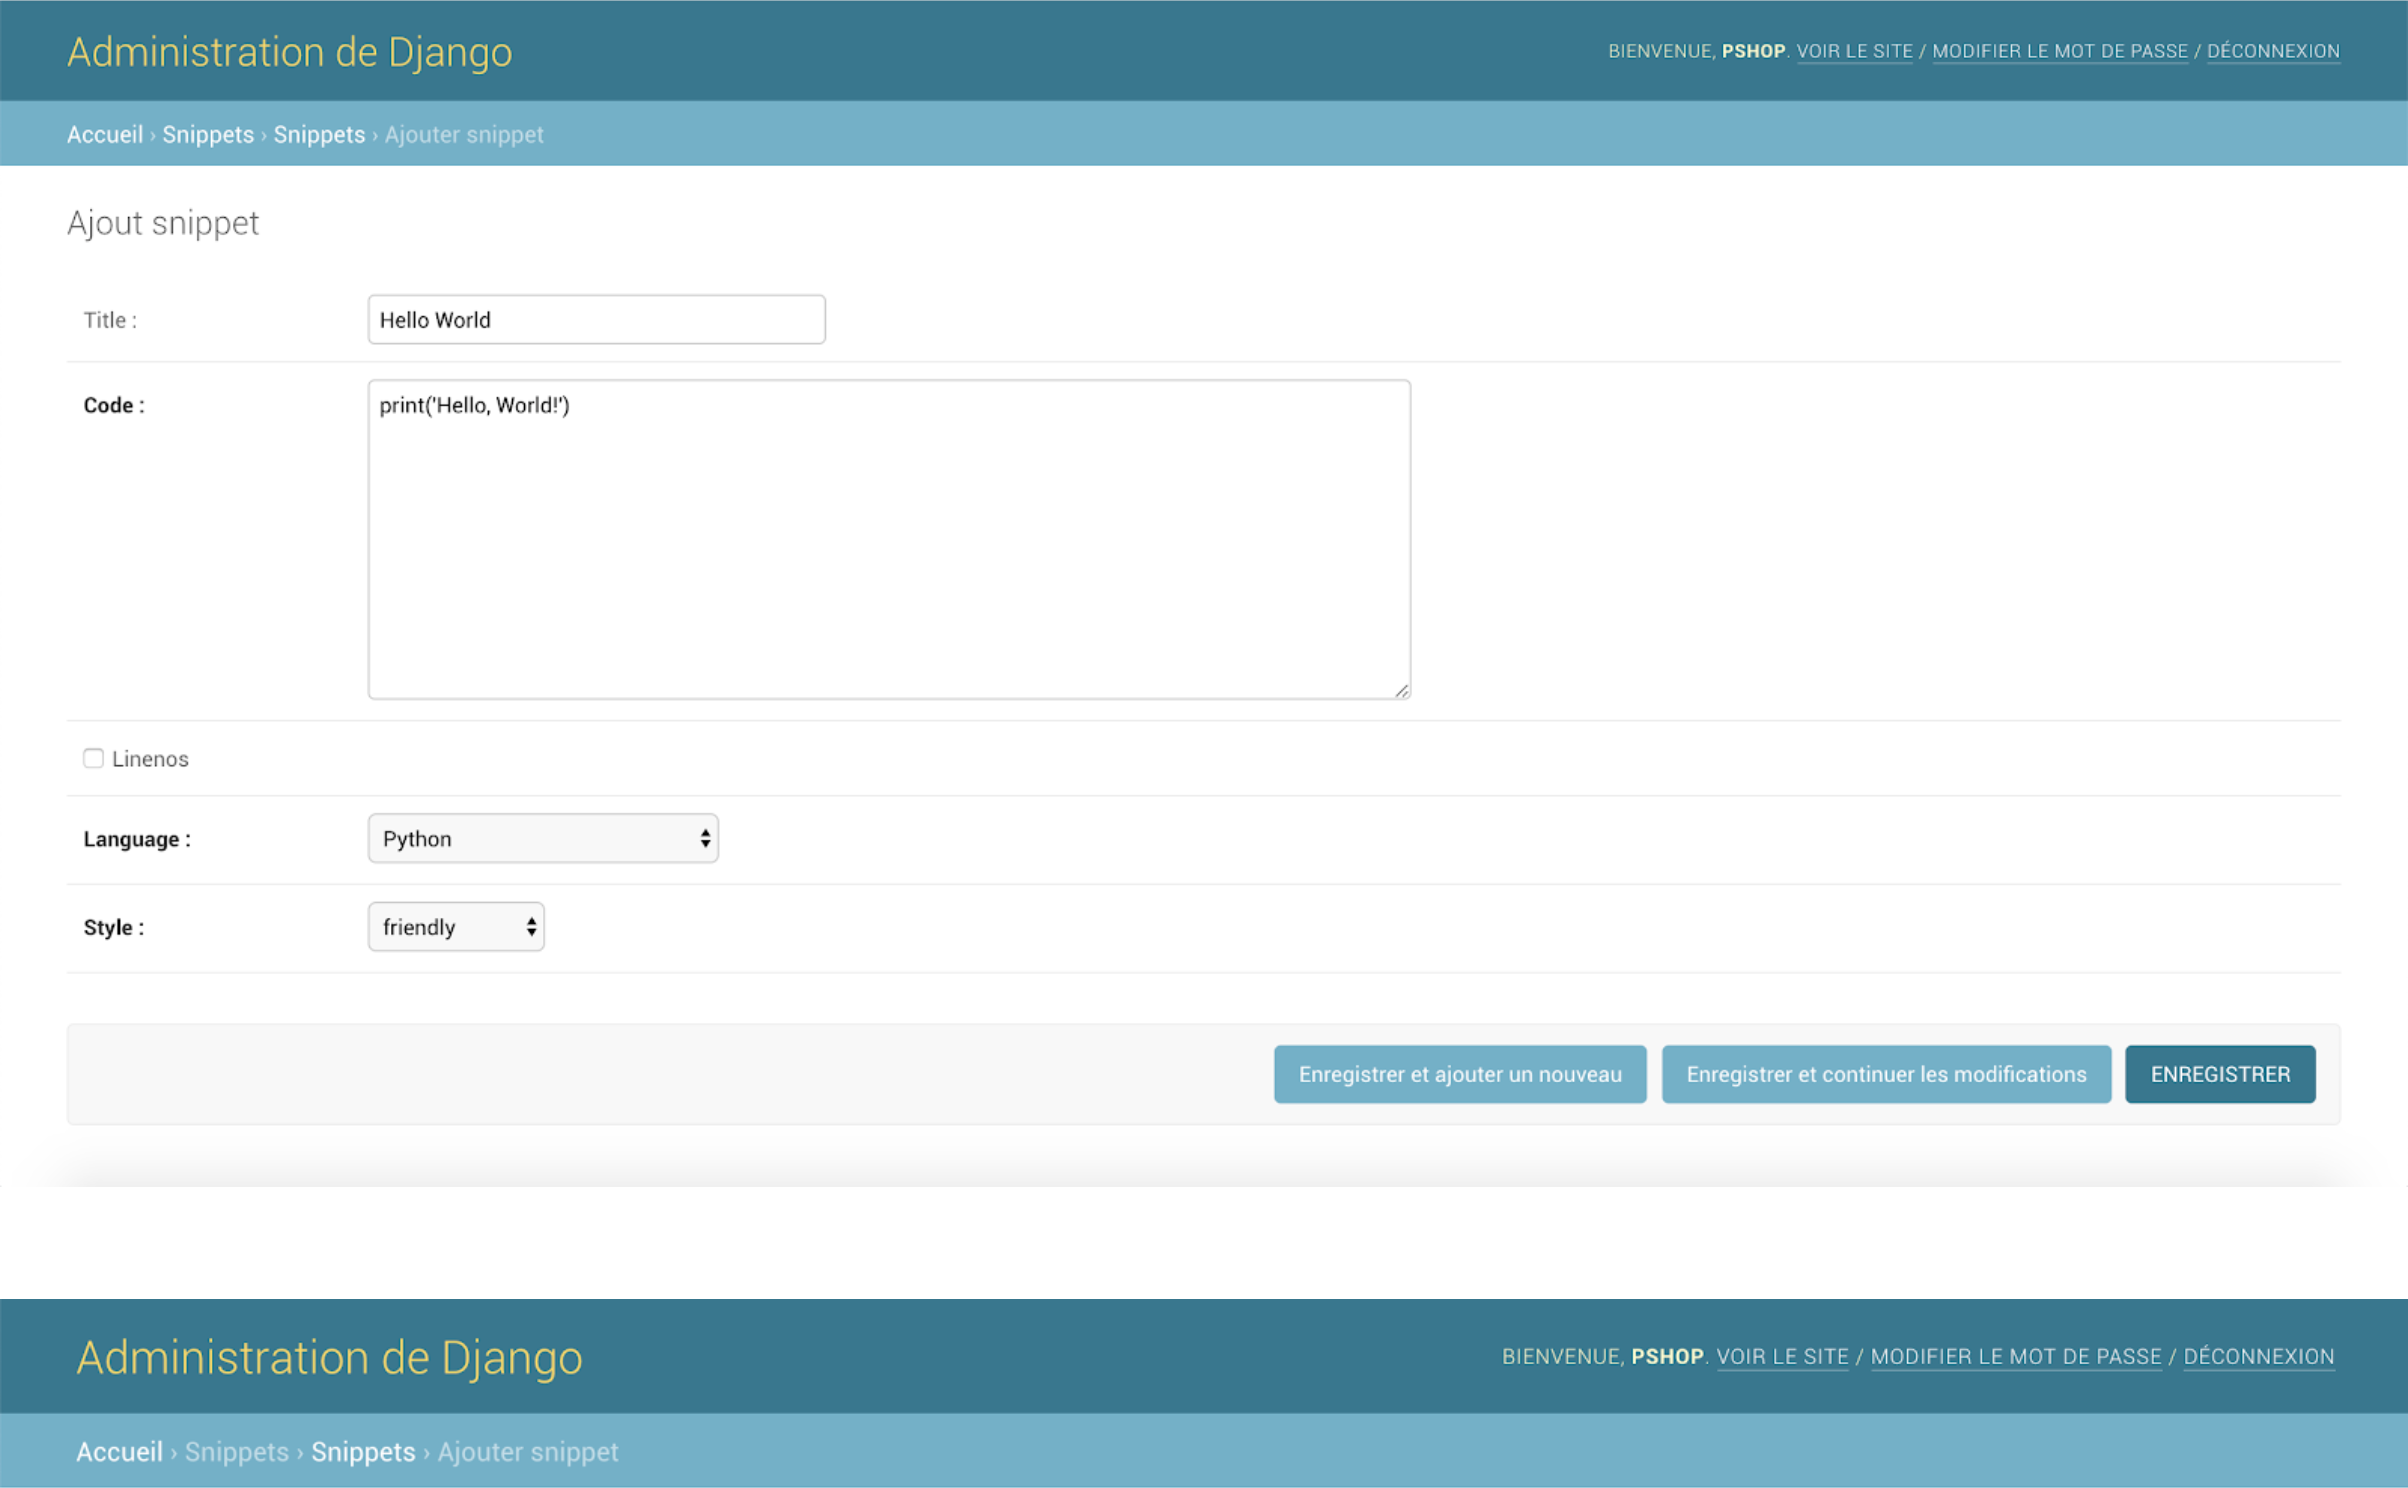 Administration de Django
BIENVENUE, PSHOP. VOIR LE SITE / MODIFIER LE MOT DE PASSE / DÉCONNEXION
Accueil › Snippets › Snippets › Ajouter snippet
Ajout snippet
Title :
Hello World
Code :
print('Hello, World!')
Linenos
Language :
Python
Style :
friendly
Enregistrer et ajouter un nouveau
Enregistrer et continuer les modifications
ENREGISTRER
Administration de Django
BIENVENUE, PSHOP. VOIR LE SITE / MODIFIER LE MOT DE PASSE / DÉCONNEXION
Accueil › Snippets › Snippets › Ajouter snippet